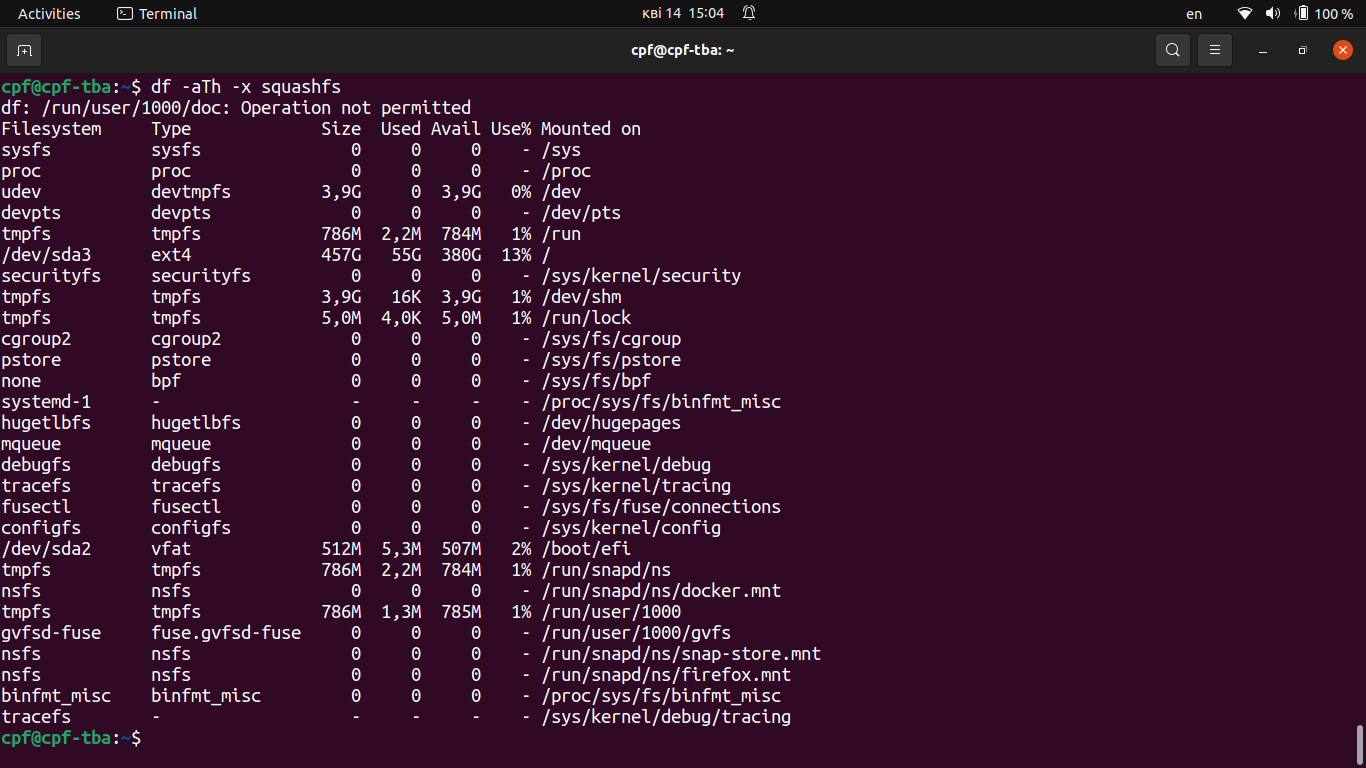 Activities Terminal кві 14 15:04 en 100 %
cpf@cpf-tba: ~
cpf@cpf-tba:~$ df -aTh -x squashfs
df: /run/user/1000/doc: Operation not permitted
Filesystem     Type             Size  Used Avail Use% Mounted on
sysfs          sysfs               0     0     0    - /sys
proc           proc                0     0     0    - /proc
udev           devtmpfs         3,9G     0  3,9G   0% /dev
devpts         devpts              0     0     0    - /dev/pts
tmpfs          tmpfs            786M  2,2M  784M   1% /run
/dev/sda3      ext4             457G   55G  380G  13% /
securityfs     securityfs          0     0     0    - /sys/kernel/security
tmpfs          tmpfs            3,9G   16K  3,9G   1% /dev/shm
tmpfs          tmpfs            5,0M  4,0K  5,0M   1% /run/lock
cgroup2        cgroup2             0     0     0    - /sys/fs/cgroup
pstore         pstore              0     0     0    - /sys/fs/pstore
none           bpf                 0     0     0    - /sys/fs/bpf
systemd-1      -                   -     -     -    - /proc/sys/fs/binfmt_misc
hugetlbfs      hugetlbfs           0     0     0    - /dev/hugepages
mqueue         mqueue              0     0     0    - /dev/mqueue
debugfs        debugfs             0     0     0    - /sys/kernel/debug
tracefs        tracefs             0     0     0    - /sys/kernel/tracing
fusectl        fusectl             0     0     0    - /sys/fs/fuse/connections
configfs       configfs            0     0     0    - /sys/kernel/config
/dev/sda2      vfat             512M  5,3M  507M   2% /boot/efi
tmpfs          tmpfs            786M  2,2M  784M   1% /run/snapd/ns
nsfs           nsfs                0     0     0    - /run/snapd/ns/docker.mnt
tmpfs          tmpfs            786M  1,3M  785M   1% /run/user/1000
gvfsd-fuse     fuse.gvfsd-fuse     0     0     0    - /run/user/1000/gvfs
nsfs           nsfs                0     0     0    - /run/snapd/ns/snap-store.mnt
nsfs           nsfs                0     0     0    - /run/snapd/ns/firefox.mnt
binfmt_misc    binfmt_misc         0     0     0    - /proc/sys/fs/binfmt_misc
tracefs        -                   -     -     -    - /sys/kernel/debug/tracing
cpf@cpf-tba:~$